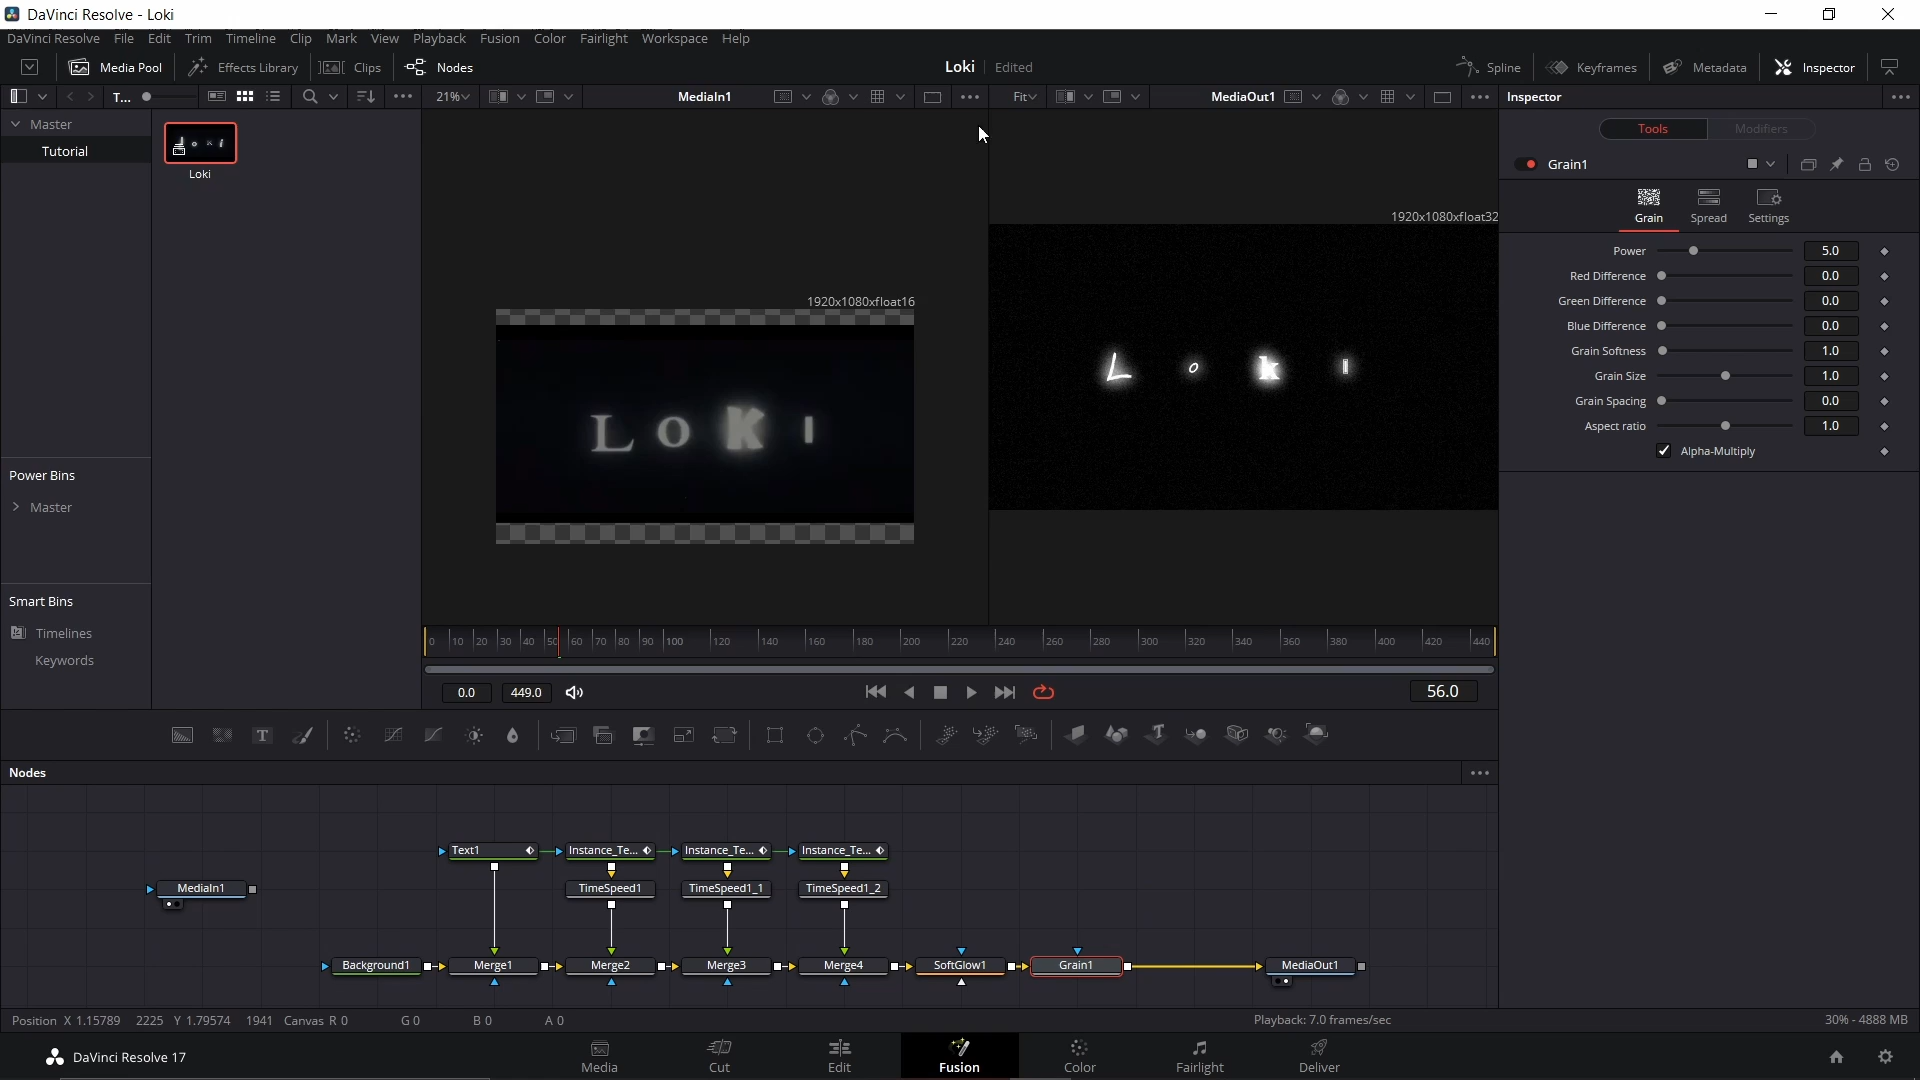 DaVinci Resolve - Loki
DaVinci Resolve File Edit Trim Timeline Clip Mark View Playback Fusion Color Fairlight Workspace Help
Media Pool Effects Library Clips Nodes Loki Edited Spline Keyframes Metadata Inspector
T... 21% MediaIn1 Fit MediaOut1 Inspector
Master
Tutorial
Loki
Loki
Power Bins
Master
Smart Bins
Timelines
Keywords
1920x1080xfloat16
LOKI
1920x1080xfloat32
L o k i
Tools Modifiers
Grain1
Grain Spread Settings
Power 5.0
Red Difference 0.0
Green Difference 0.0
Blue Difference 0.0
Grain Softness 1.0
Grain Size 1.0
Grain Spacing 0.0
Aspect ratio 1.0
Alpha-Multiply
0 10 20 30 40 50 60 70 80 90 100 120 140 160 180 200 220 240 260 280 300 320 340 360 380 400 420 440
0.0 449.0 56.0
T
T
Nodes
Text1 Instance_Te... Instance_Te... Instance_Te...
MediaIn1 TimeSpeed1 TimeSpeed1_1 TimeSpeed1_2
Background1 Merge1 Merge2 Merge3 Merge4 SoftGlow1 Grain1 MediaOut1
Position X 1.15789 2225 Y 1.79574 1941 Canvas R 0 G 0 B 0 A 0 Playback: 7.0 frames/sec 30% - 4888 MB
DaVinci Resolve 17 Media Cut Edit Fusion Color Fairlight Deliver